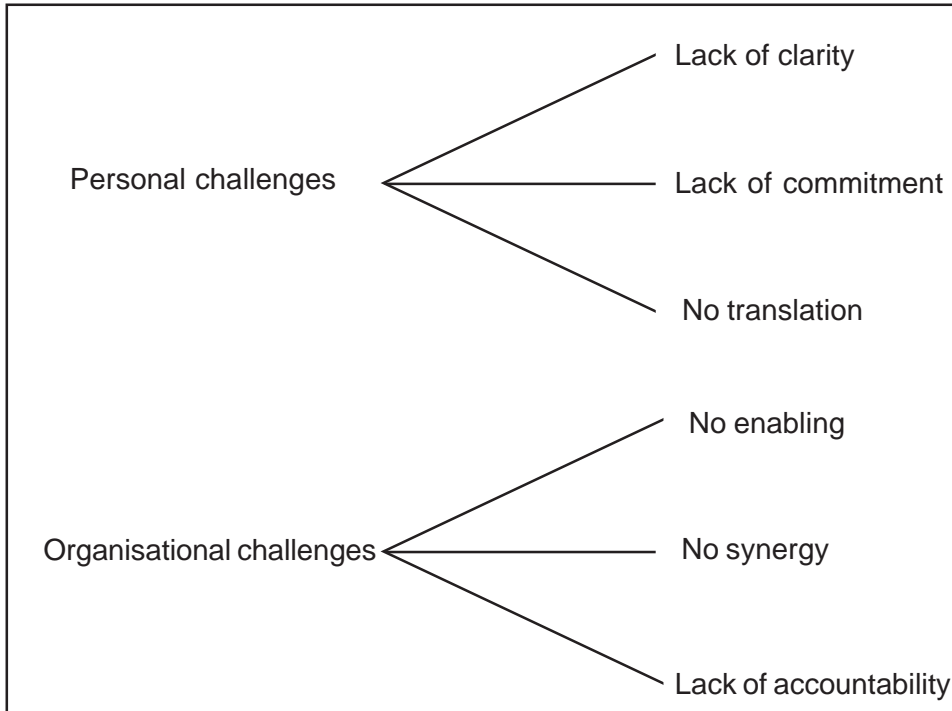 Lack of clarity
Personal challenges
Lack of commitment
No translation
No enabling
Organisational challenges
No synergy
Lack of accountability